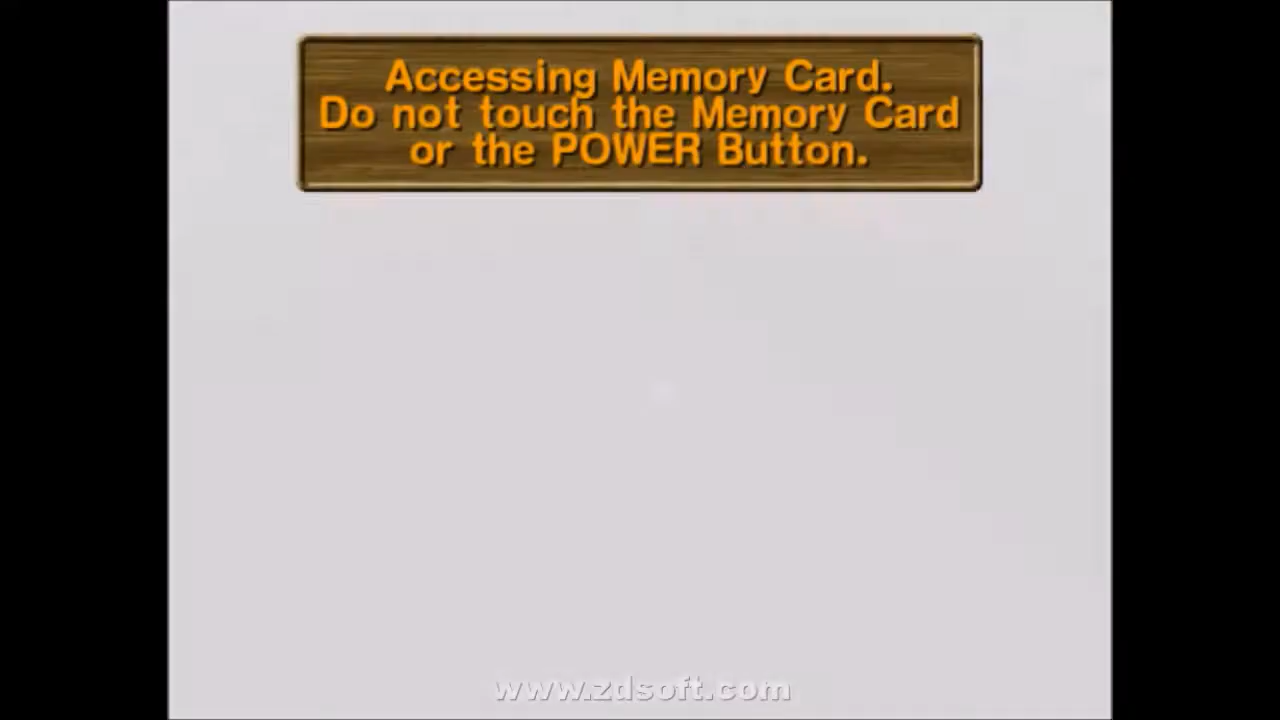 Accessing Memory Card.
Do not touch the Memory Card
or the POWER Button.
www.zdsoft.com